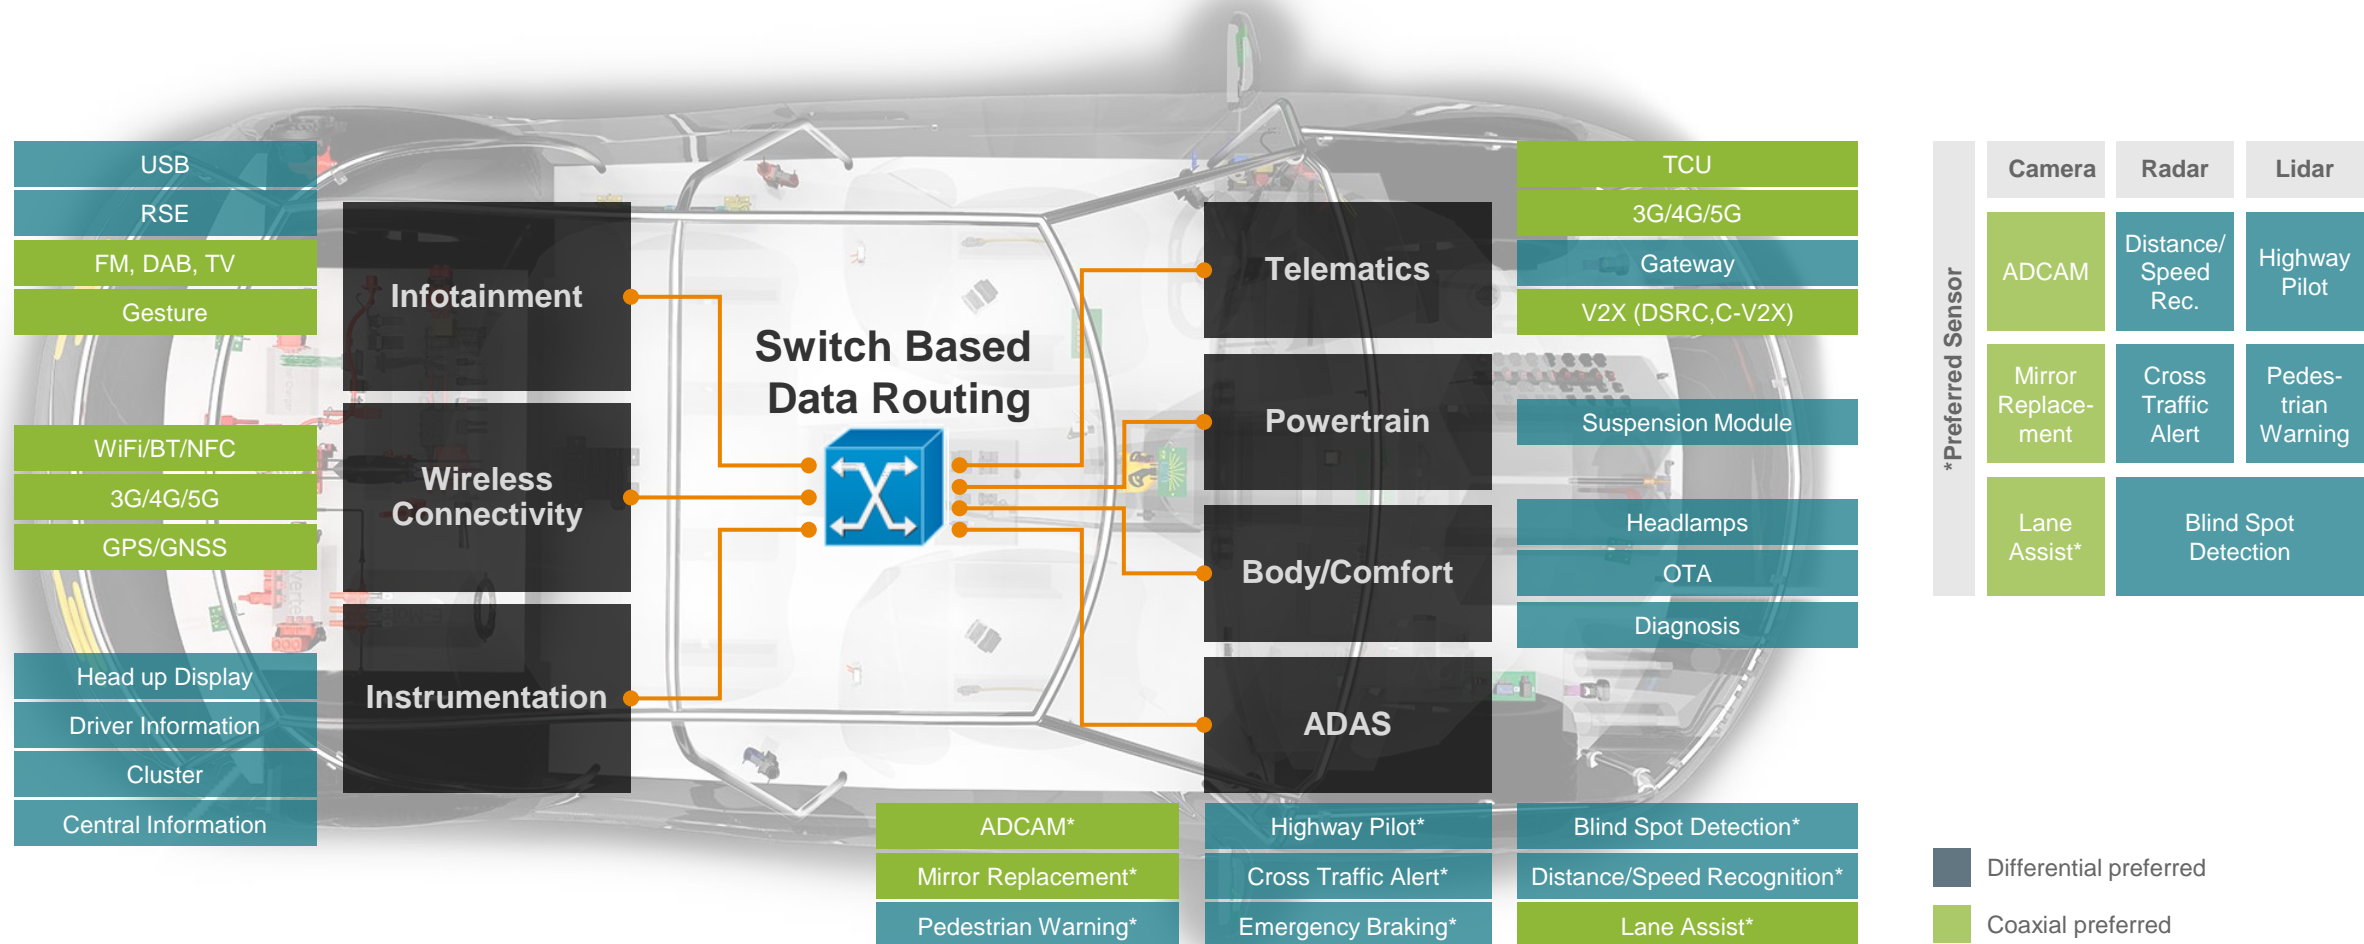 USB
RSE
FM, DAB, TV
Gesture
WiFi/BT/NFC
3G/4G/5G
GPS/GNSS
Head up Display
Driver Information
Cluster
Central Information
Infotainment
Wireless
Connectivity
Instrumentation
Switch Based
Data Routing
Telematics
Powertrain
Body/Comfort
ADAS
TCU
3G/4G/5G
Gateway
V2X (DSRC,C-V2X)
Suspension Module
Headlamps
OTA
Diagnosis
ADCAM*
Mirror Replacement*
Pedestrian Warning*
Highway Pilot*
Cross Traffic Alert*
Emergency Braking*
Blind Spot Detection*
Distance/Speed Recognition*
Lane Assist*
*Preferred Sensor
Camera
Radar
Lidar
ADCAM
Distance/
Speed
Rec.
Highway
Pilot
Mirror
Replace-
ment
Cross
Traffic
Alert
Pedes-
trian
Warning
Lane
Assist*
Blind Spot
Detection
Differential preferred
Coaxial preferred